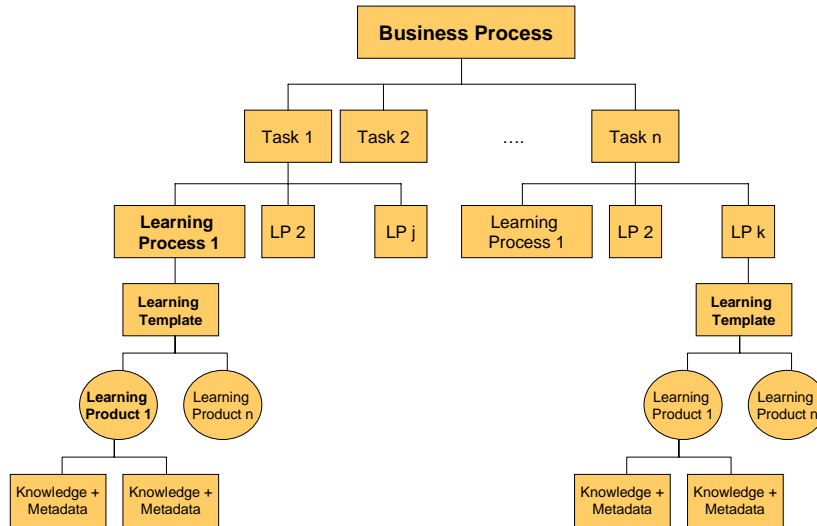 Business Process
Task 1
Task 2
....
Task n
Learning
Process 1
LP 2
LP j
Learning
Process 1
LP 2
LP k
Learning
Template
Learning
Template
Learning
Product 1
Learning
Product n
Learning
Product 1
Learning
Product n
Knowledge +
Metadata
Knowledge +
Metadata
Knowledge +
Metadata
Knowledge +
Metadata